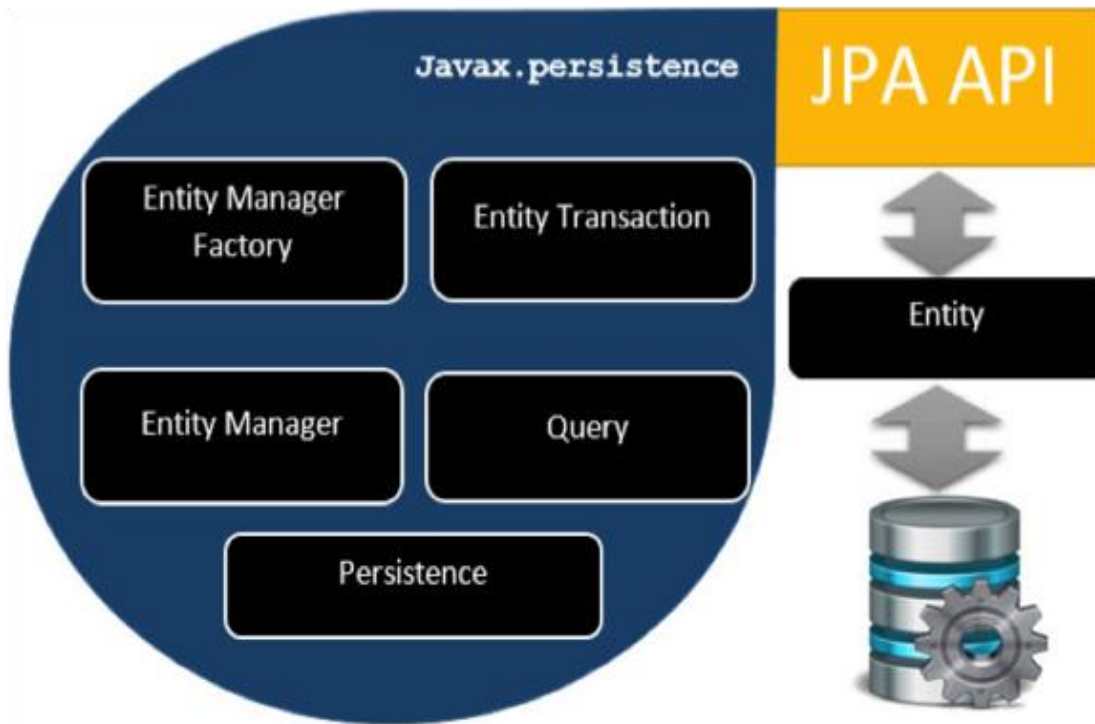 Javax.persistence
JPA API
Entity Manager
Factory
Entity Transaction
Entity
Entity Manager
Query
Persistence